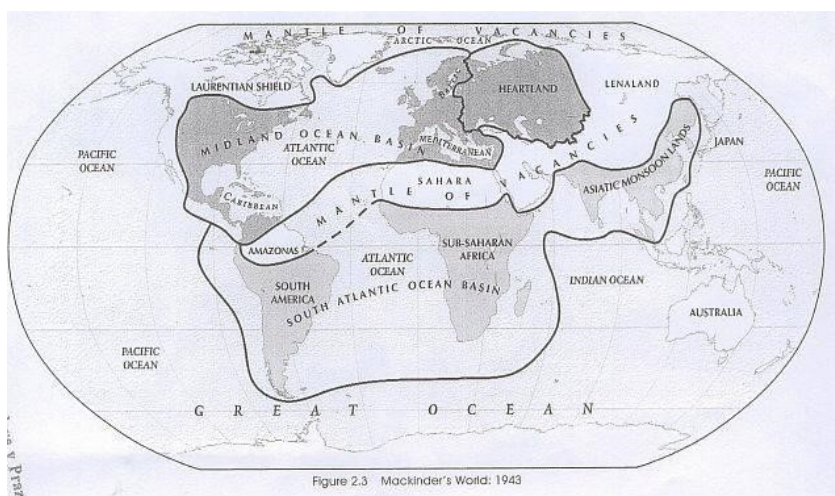 MANTLE OF VACANCIES
ARCTIC OCEAN
LAURENTIAN SHIELD
BALTIC
HEARTLAND
LENALAND
PACIFIC
OCEAN
MIDLAND OCEAN BASIN
ATLANTIC
OCEAN
MEDITERRANEAN
JAPAN
PACIFIC
OCEAN
CARIBBEAN
SAHARA
MANTLE OF VACANCIES
ASIATIC MONSOON LANDS
AMAZONAS
ATLANTIC
OCEAN
SUB-SAHARAN
AFRICA
INDIAN OCEAN
SOUTH
AMERICA
SOUTH ATLANTIC OCEAN BASIN
AUSTRALIA
PACIFIC
OCEAN
GREAT OCEAN
Figure 2.3 Mackinder's World: 1943